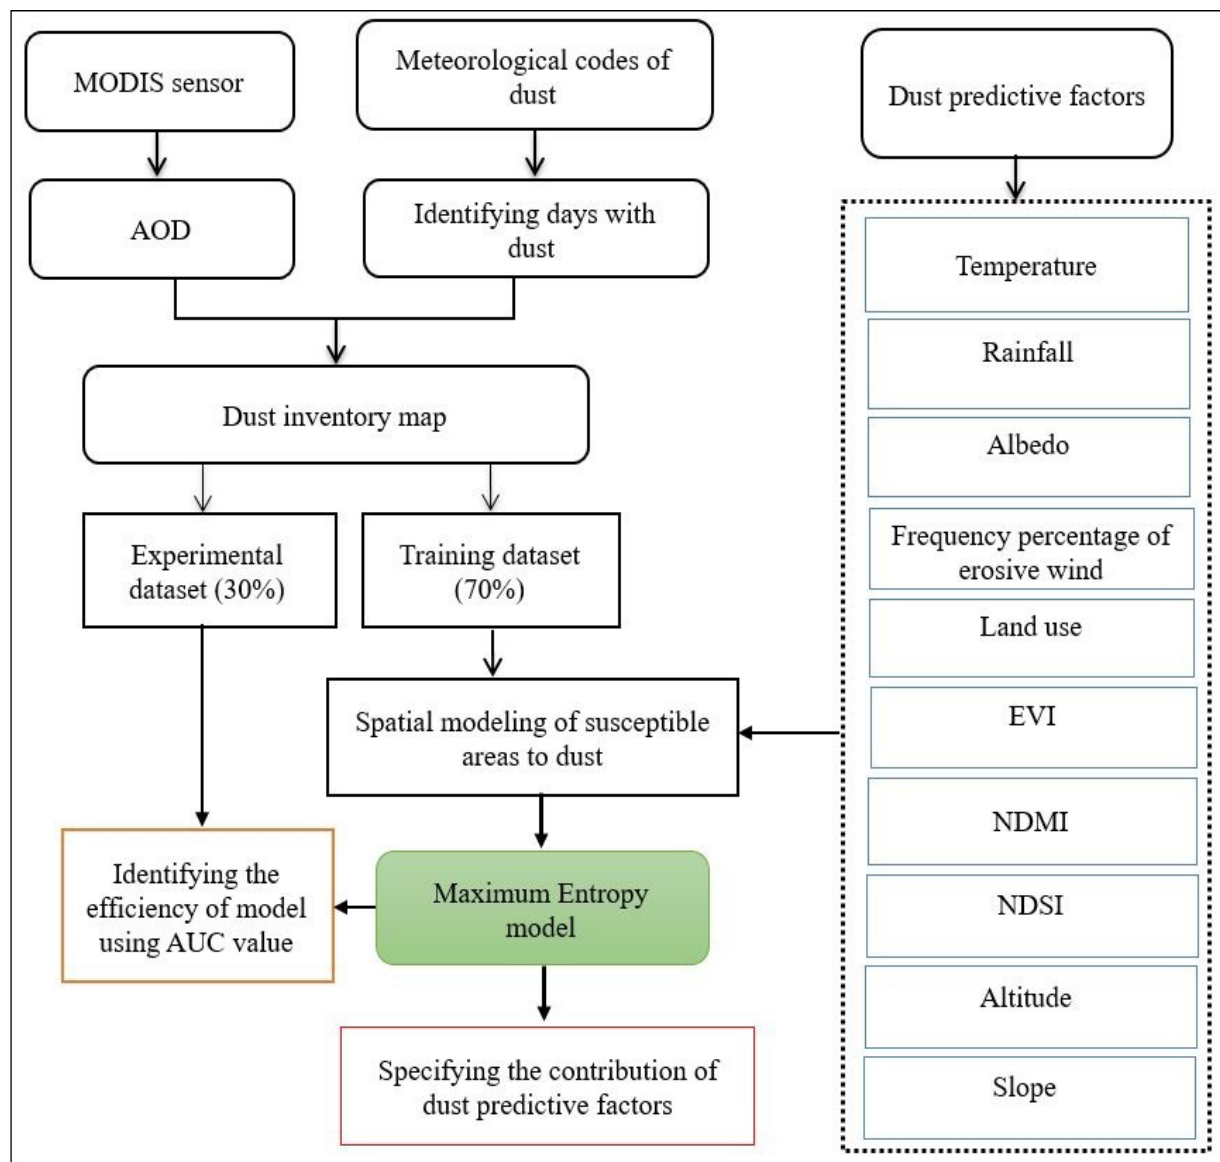 MODIS sensor
Meteorological codes of
dust
Dust predictive factors
AOD
Identifying days with
dust
Dust inventory map
Experimental
dataset (30%)
Training dataset
(70%)
Spatial modeling of susceptible
areas to dust
Identifying the
efficiency of model
using AUC value
Maximum Entropy
model
Specifying the contribution of
dust predictive factors
Temperature
Rainfall
Albedo
Frequency percentage of
erosive wind
Land use
EVI
NDMI
NDSI
Altitude
Slope